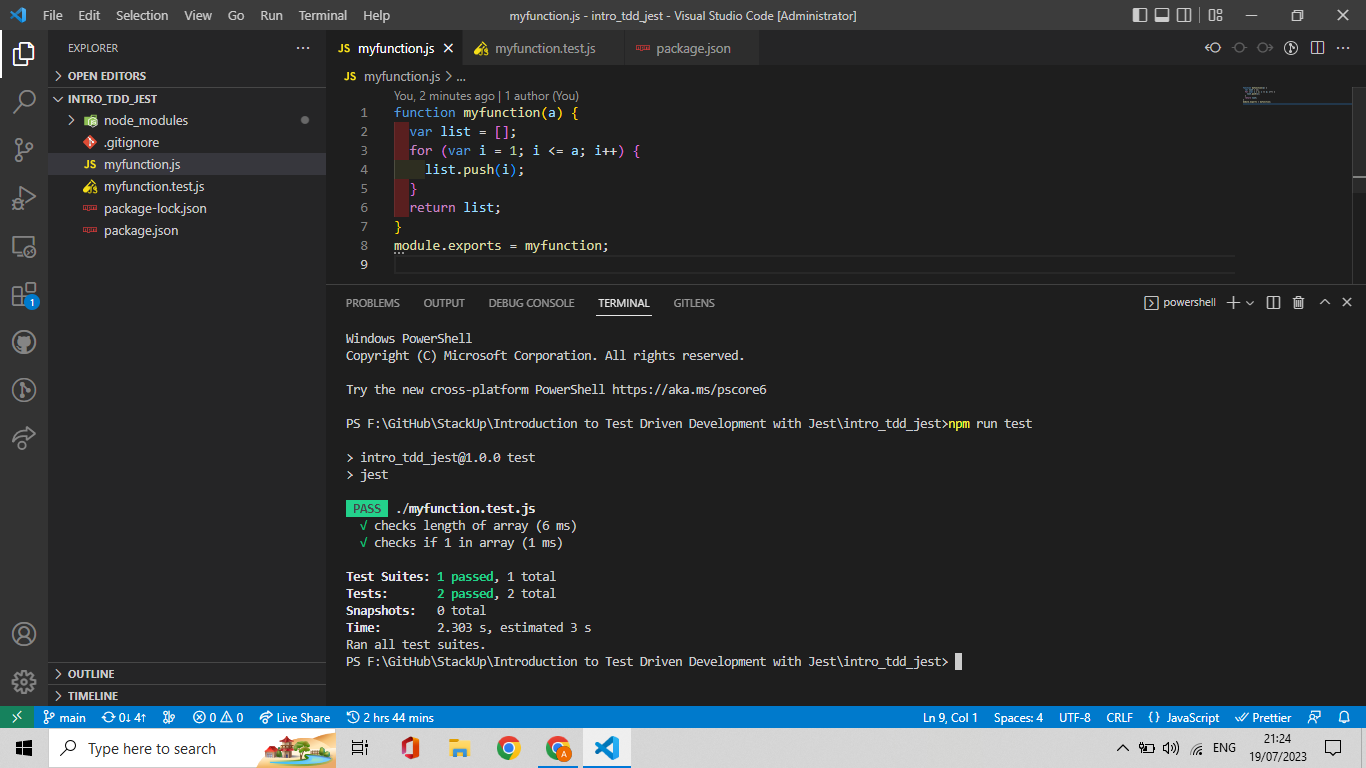 File Edit Selection View Go Run Terminal Help
myfunction.js - intro_tdd_jest - Visual Studio Code [Administrator]
EXPLORER
OPEN EDITORS
INTRO_TDD_JEST
node_modules
.gitignore
JS myfunction.js
myfunction.test.js
package-lock.json
package.json
OUTLINE
TIMELINE
1
JS myfunction.js
myfunction.test.js
package.json
JS myfunction.js > ...
You, 2 minutes ago | 1 author (You)
1 function myfunction(a) {
2 var list = [];
3 for (var i = 1; i <= a; i++) {
4 list.push(i);
5 }
6 return list;
7 }
8 module.exports = myfunction;
9
PROBLEMS OUTPUT DEBUG CONSOLE TERMINAL GITLENS
powershell
Windows PowerShell
Copyright (C) Microsoft Corporation. All rights reserved.
Try the new cross-platform PowerShell https://aka.ms/pscore6
PS F:\GitHub\StackUp\Introduction to Test Driven Development with Jest\intro_tdd_jest>npm run test
> intro_tdd_jest@1.0.0 test
> jest
PASS ./myfunction.test.js
√ checks length of array (6 ms)
√ checks if 1 in array (1 ms)
Test Suites: 1 passed, 1 total
Tests: 2 passed, 2 total
Snapshots: 0 total
Time: 2.303 s, estimated 3 s
Ran all test suites.
PS F:\GitHub\StackUp\Introduction to Test Driven Development with Jest\intro_tdd_jest>
main 0↓ 4↑ 0 0 Live Share 2 hrs 44 mins
Ln 9, Col 1 Spaces: 4 UTF-8 CRLF {} JavaScript Prettier
Type here to search
A
ENG
21:24
19/07/2023